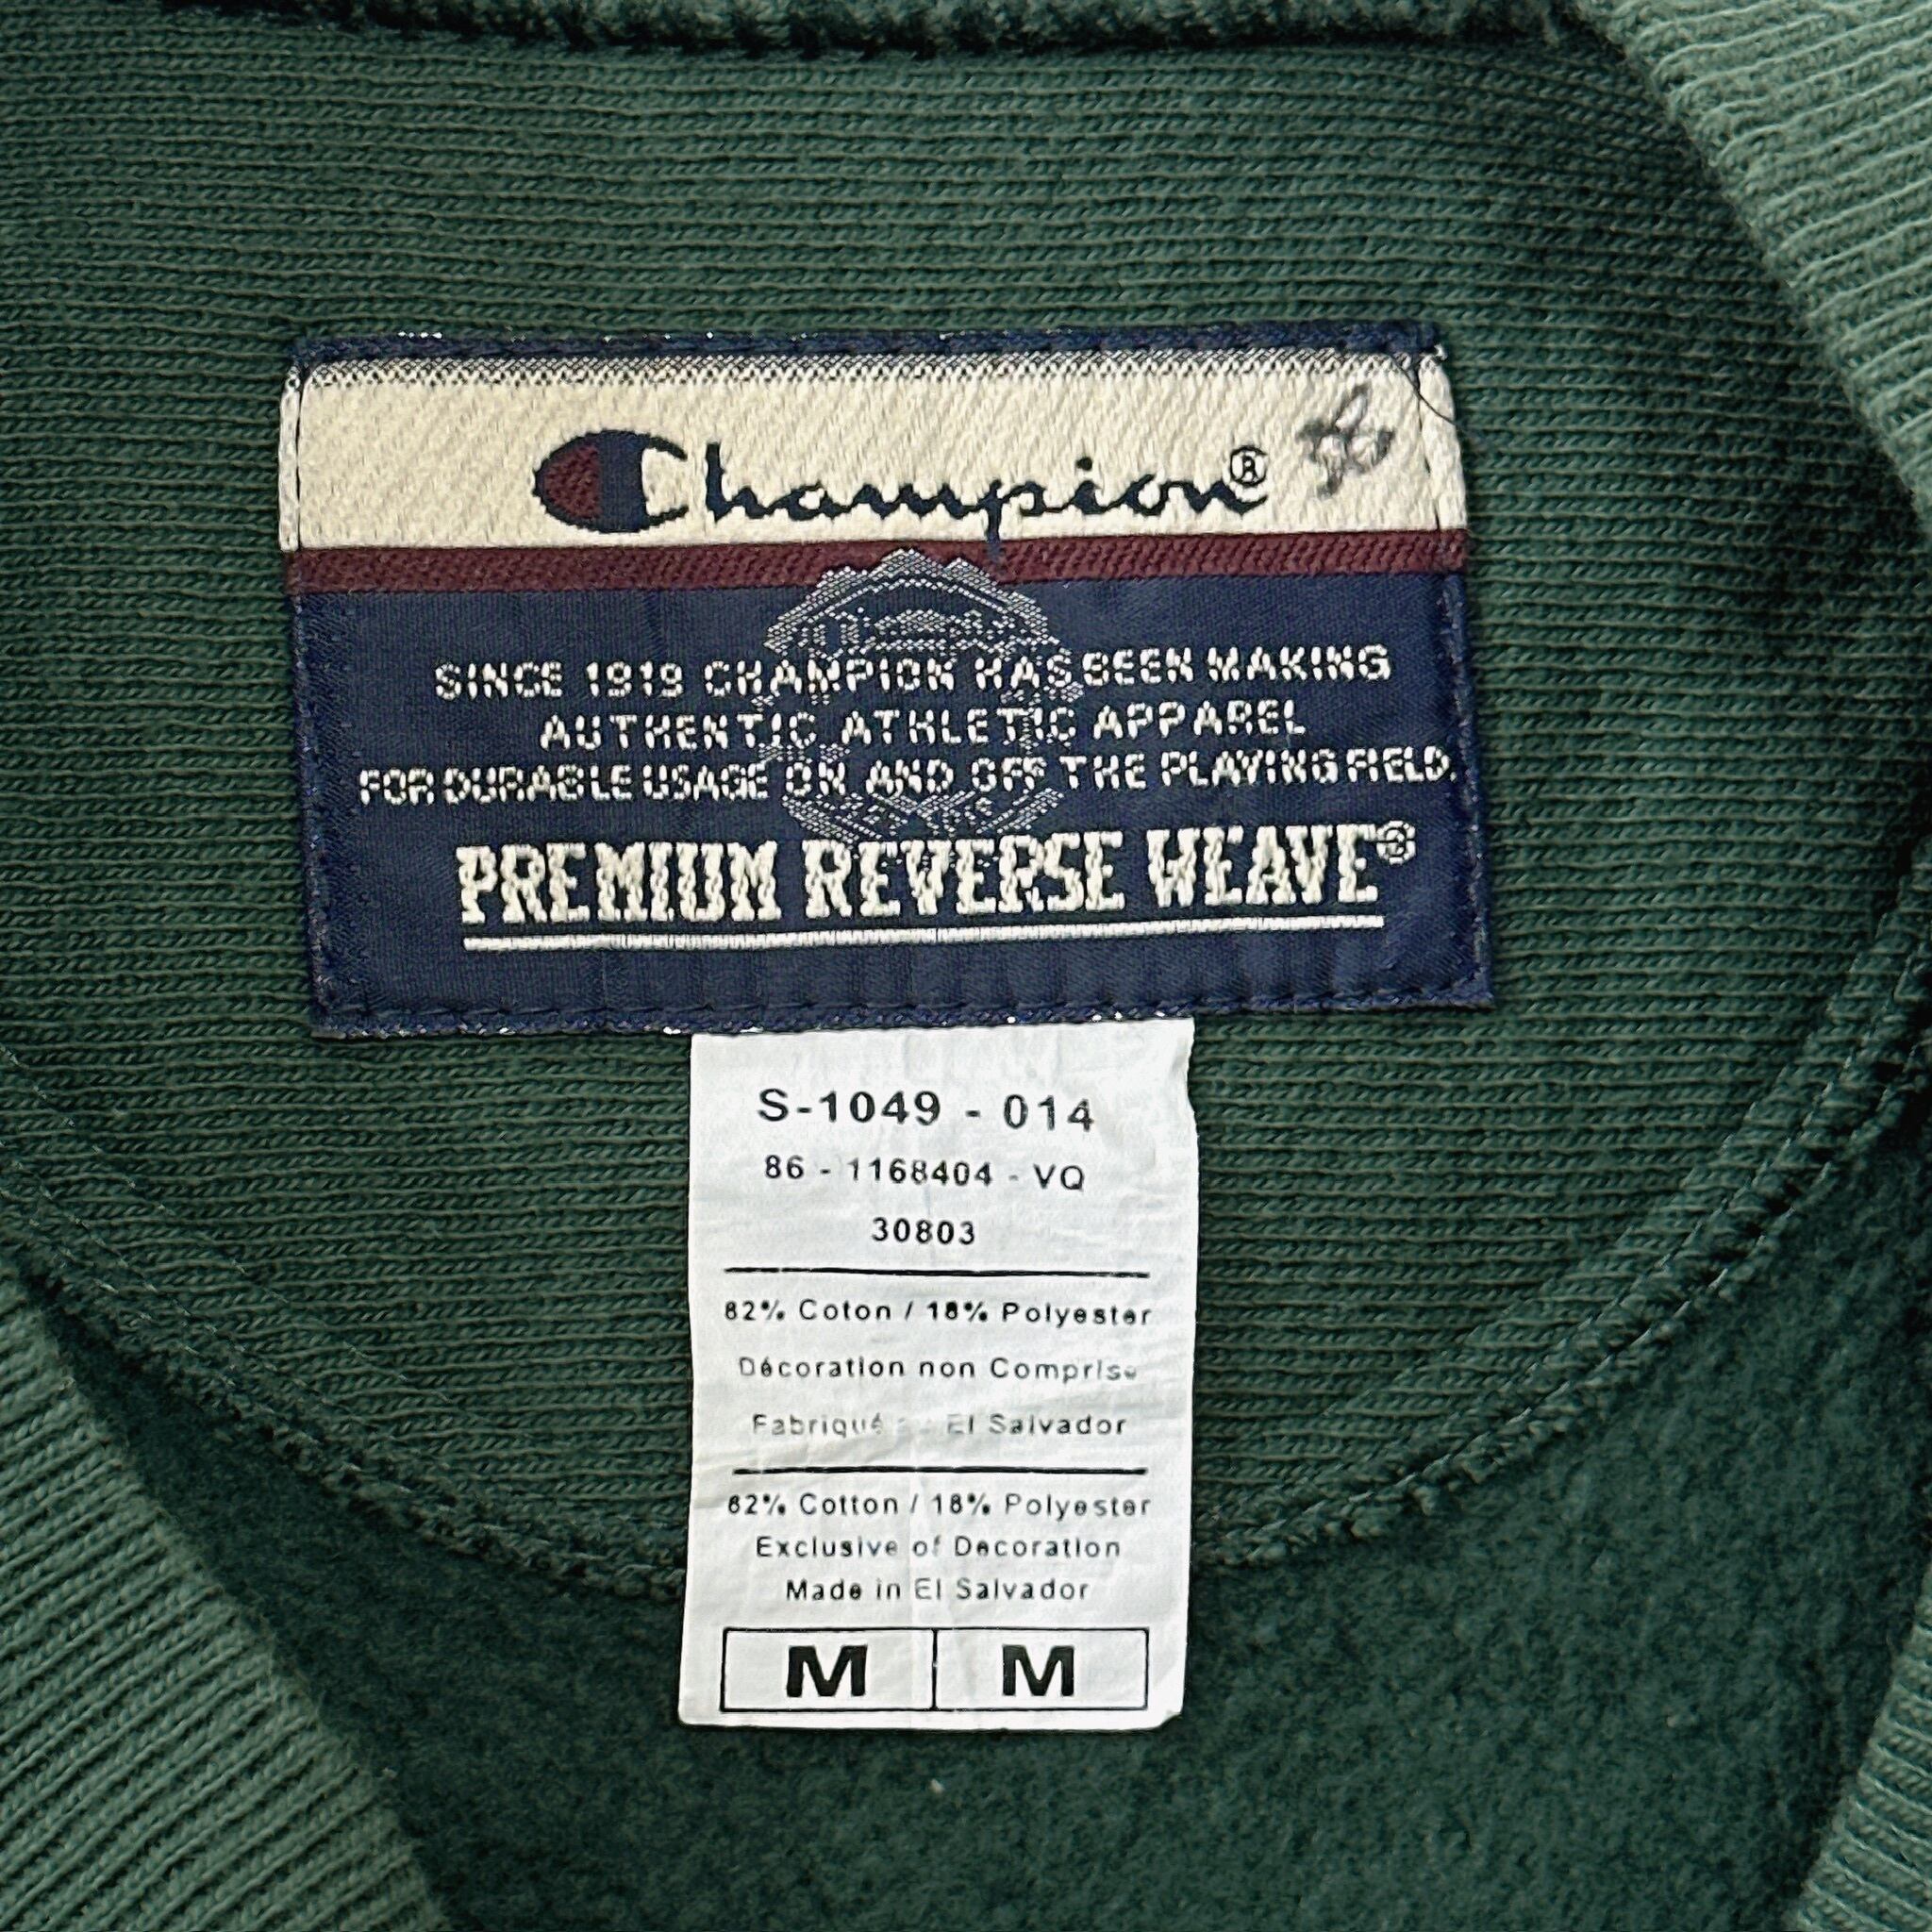 Champion®
SINCE 1919 CHAMPION HAS BEEN MAKING
AUTHENTIC ATHLETIC APPAREL
FOR DURABLE USAGE ON AND OFF THE PLAYING FIELD.
PREMIUM REVERSE WEAVE®
S-1049 - 014
86 - 1168404 - VQ
30803
82% Coton / 18% Polyester
Décoration non Comprise
Fabriqué El Salvador
82% Cotton / 18% Polyester
Exclusive of Decoration
Made in El Salvador
M M